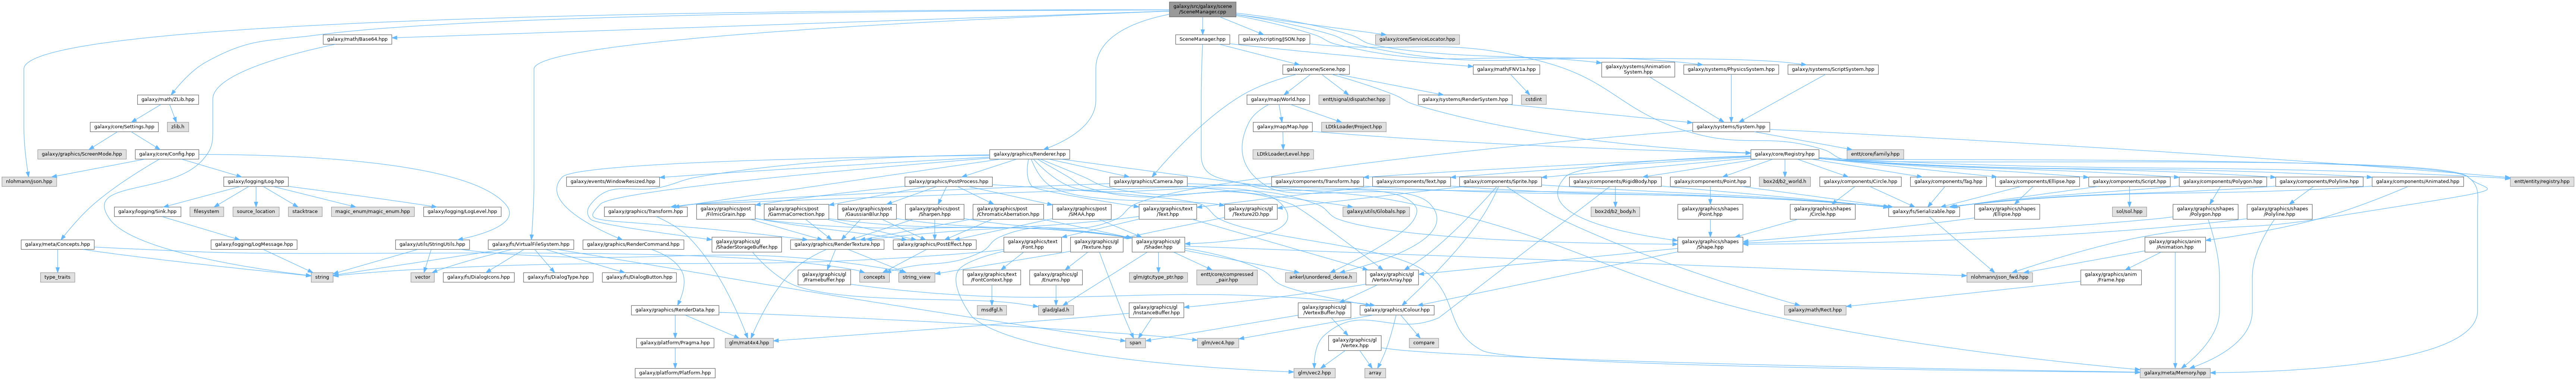 galaxy/src/galaxy/scene
/SceneManager.cpp
galaxy/math/Base64.hpp
SceneManager.hpp
galaxy/scripting/JSON.hpp
galaxy/core/ServiceLocator.hpp
galaxy/scene/Scene.hpp
galaxy/math/FNV1a.hpp
galaxy/systems/Animation
System.hpp
galaxy/systems/PhysicsSystem.hpp
galaxy/systems/ScriptSystem.hpp
galaxy/math/ZLib.hpp
galaxy/map/World.hpp
entt/signal/dispatcher.hpp
galaxy/systems/RenderSystem.hpp
cstdint
galaxy/core/Settings.hpp
zlib.h
galaxy/map/Map.hpp
LDtkLoader/Project.hpp
galaxy/systems/System.hpp
galaxy/graphics/ScreenMode.hpp
galaxy/core/Config.hpp
galaxy/graphics/Renderer.hpp
LDtkLoader/Level.hpp
galaxy/core/Registry.hpp
entt/core/family.hpp
nlohmann/json.hpp
galaxy/logging/Log.hpp
galaxy/events/WindowResized.hpp
galaxy/graphics/PostProcess.hpp
galaxy/graphics/Camera.hpp
galaxy/components/Transform.hpp
galaxy/components/Text.hpp
galaxy/components/Sprite.hpp
galaxy/components/RigidBody.hpp
galaxy/components/Point.hpp
box2d/b2_world.h
galaxy/components/Circle.hpp
galaxy/components/Tag.hpp
galaxy/components/Ellipse.hpp
galaxy/components/Script.hpp
galaxy/components/Polygon.hpp
galaxy/components/Polyline.hpp
galaxy/components/Animated.hpp
entt/entity/registry.hpp
galaxy/logging/Sink.hpp
filesystem
source_location
stacktrace
magic_enum/magic_enum.hpp
galaxy/logging/LogLevel.hpp
galaxy/graphics/Transform.hpp
galaxy/graphics/post
/FilmicGrain.hpp
galaxy/graphics/post
/GammaCorrection.hpp
galaxy/graphics/post
/GaussianBlur.hpp
galaxy/graphics/post
/Sharpen.hpp
galaxy/graphics/post
/ChromaticAberration.hpp
galaxy/graphics/post
/SMAA.hpp
galaxy/graphics/text
/Text.hpp
galaxy/graphics/gl
/Texture2D.hpp
galaxy/utils/Globals.hpp
box2d/b2_body.h
galaxy/graphics/shapes
/Point.hpp
galaxy/graphics/shapes
/Circle.hpp
galaxy/fs/Serializable.hpp
galaxy/graphics/shapes
/Ellipse.hpp
sol/sol.hpp
galaxy/graphics/shapes
/Polygon.hpp
galaxy/graphics/shapes
/Polyline.hpp
galaxy/meta/Concepts.hpp
galaxy/logging/LogMessage.hpp
galaxy/utils/StringUtils.hpp
galaxy/fs/VirtualFileSystem.hpp
galaxy/graphics/RenderCommand.hpp
galaxy/graphics/gl
/ShaderStorageBuffer.hpp
galaxy/graphics/RenderTexture.hpp
galaxy/graphics/PostEffect.hpp
galaxy/graphics/text
/Font.hpp
galaxy/graphics/gl
/Texture.hpp
galaxy/graphics/gl
/Shader.hpp
galaxy/graphics/shapes
/Shape.hpp
galaxy/graphics/anim
/Animation.hpp
type_traits
string
vector
galaxy/fs/DialogIcons.hpp
galaxy/fs/DialogType.hpp
galaxy/fs/DialogButton.hpp
galaxy/graphics/gl
/Framebuffer.hpp
concepts
string_view
galaxy/graphics/text
/FontContext.hpp
galaxy/graphics/gl
/Enums.hpp
glm/gtc/type_ptr.hpp
entt/core/compressed
_pair.hpp
ankerl/unordered_dense.h
galaxy/graphics/gl
/VertexArray.hpp
nlohmann/json_fwd.hpp
galaxy/graphics/anim
/Frame.hpp
galaxy/graphics/RenderData.hpp
msdfgl.h
glad/glad.h
galaxy/graphics/gl
/InstanceBuffer.hpp
galaxy/graphics/gl
/VertexBuffer.hpp
galaxy/graphics/Colour.hpp
galaxy/math/Rect.hpp
galaxy/platform/Pragma.hpp
glm/mat4x4.hpp
span
glm/vec4.hpp
galaxy/graphics/gl
/Vertex.hpp
compare
galaxy/platform/Platform.hpp
glm/vec2.hpp
array
galaxy/meta/Memory.hpp